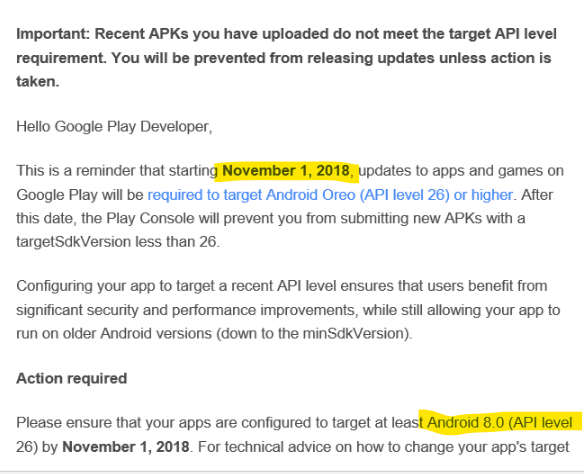 Important: Recent APKs you have uploaded do not meet the target API level
requirement. You will be prevented from releasing updates unless action is
taken.
Hello Google Play Developer,
This is a reminder that starting November 1, 2018, updates to apps and games on
Google Play will be required to target Android Oreo (API level 26) or higher. After
this date, the Play Console will prevent you from submitting new APKs with a
targetSdkVersion less than 26.
Configuring your app to target a recent API level ensures that users benefit from
significant security and performance improvements, while still allowing your app to
run on older Android versions (down to the minSdkVersion).
Action required
Please ensure that your apps are configured to target at least Android 8.0 (API level
26) by November 1, 2018. For technical advice on how to change your app's target